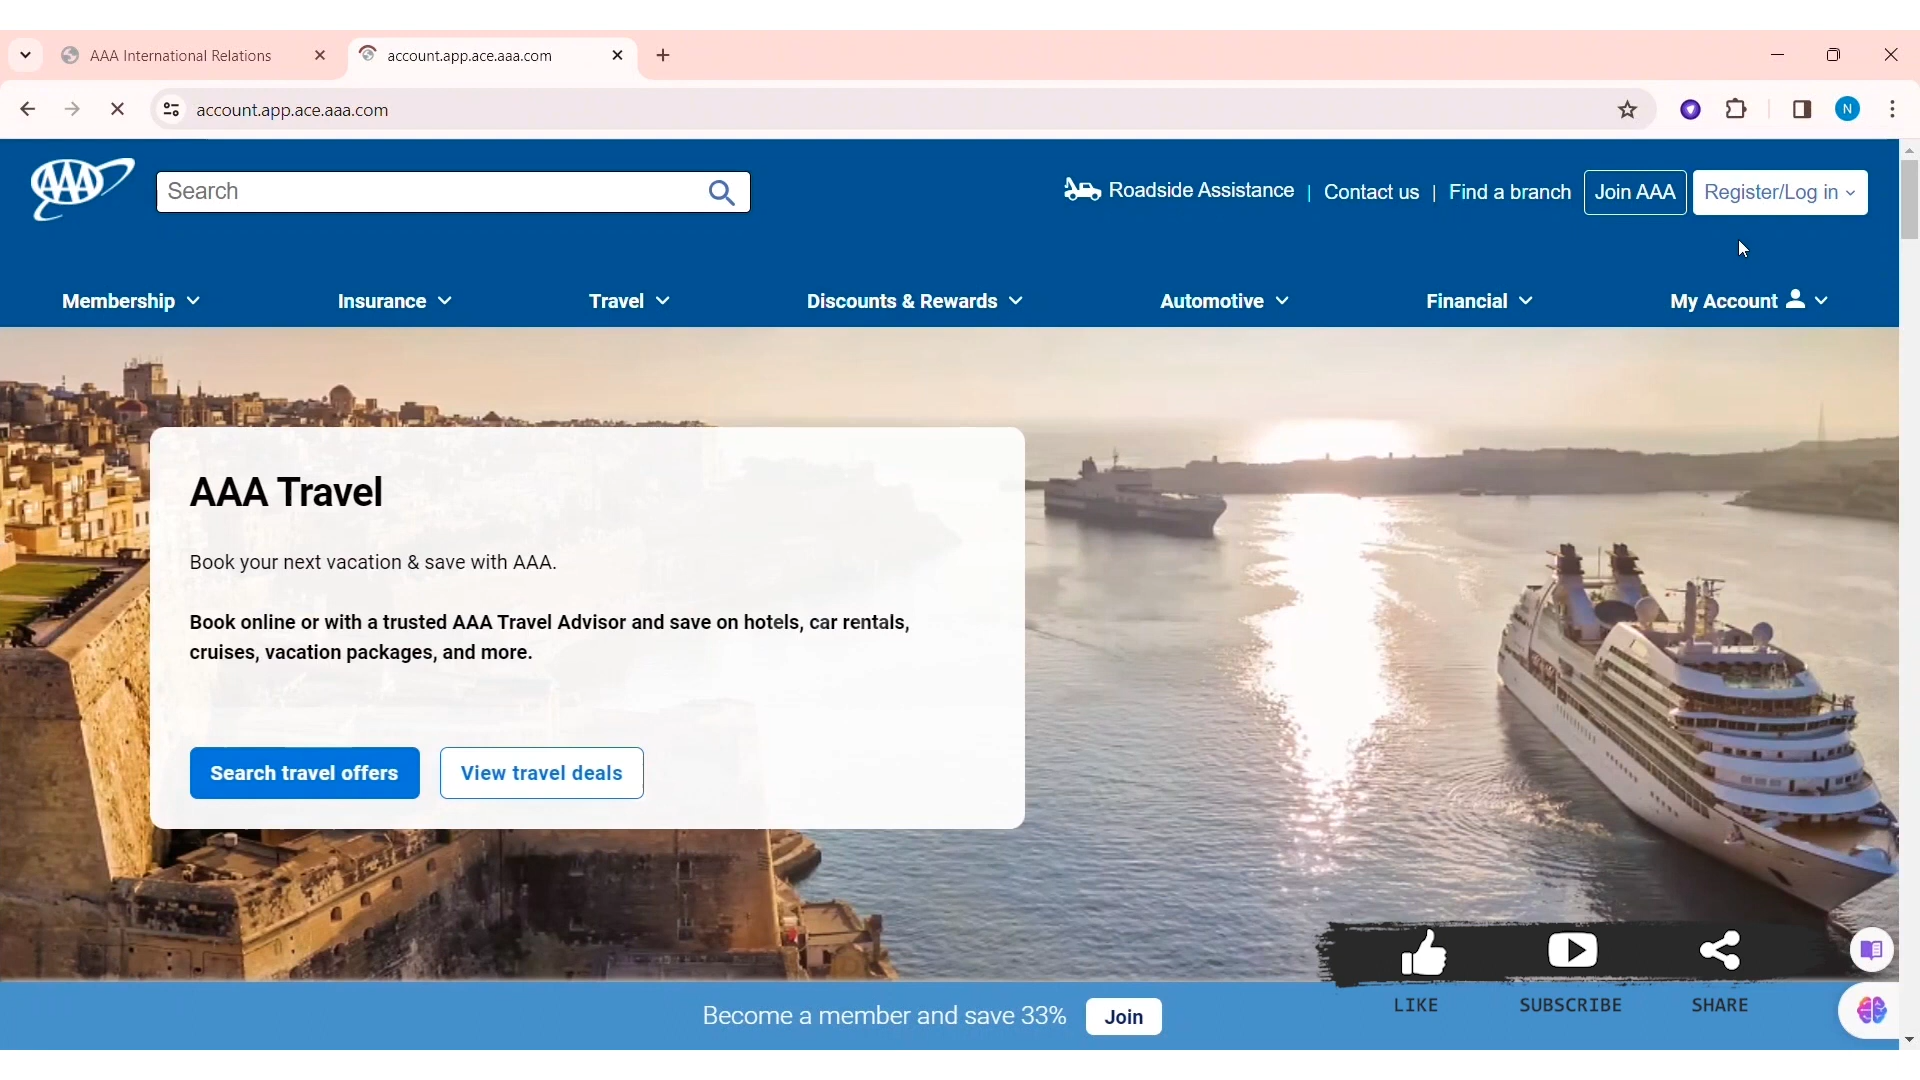 AAA International Relations
account.app.ace.aaa.com
account.app.ace.aaa.com
N
AAA
Search
Roadside Assistance | Contact us | Find a branch
Join AAA
Register/Log in
Membership
Insurance
Travel
Discounts & Rewards
Automotive
Financial
My Account
AAA Travel
Book your next vacation & save with AAA.
Book online or with a trusted AAA Travel Advisor and save on hotels, car rentals,
cruises, vacation packages, and more.
Search travel offers
View travel deals
Become a member and save 33%
Join
LIKE
SUBSCRIBE
SHARE